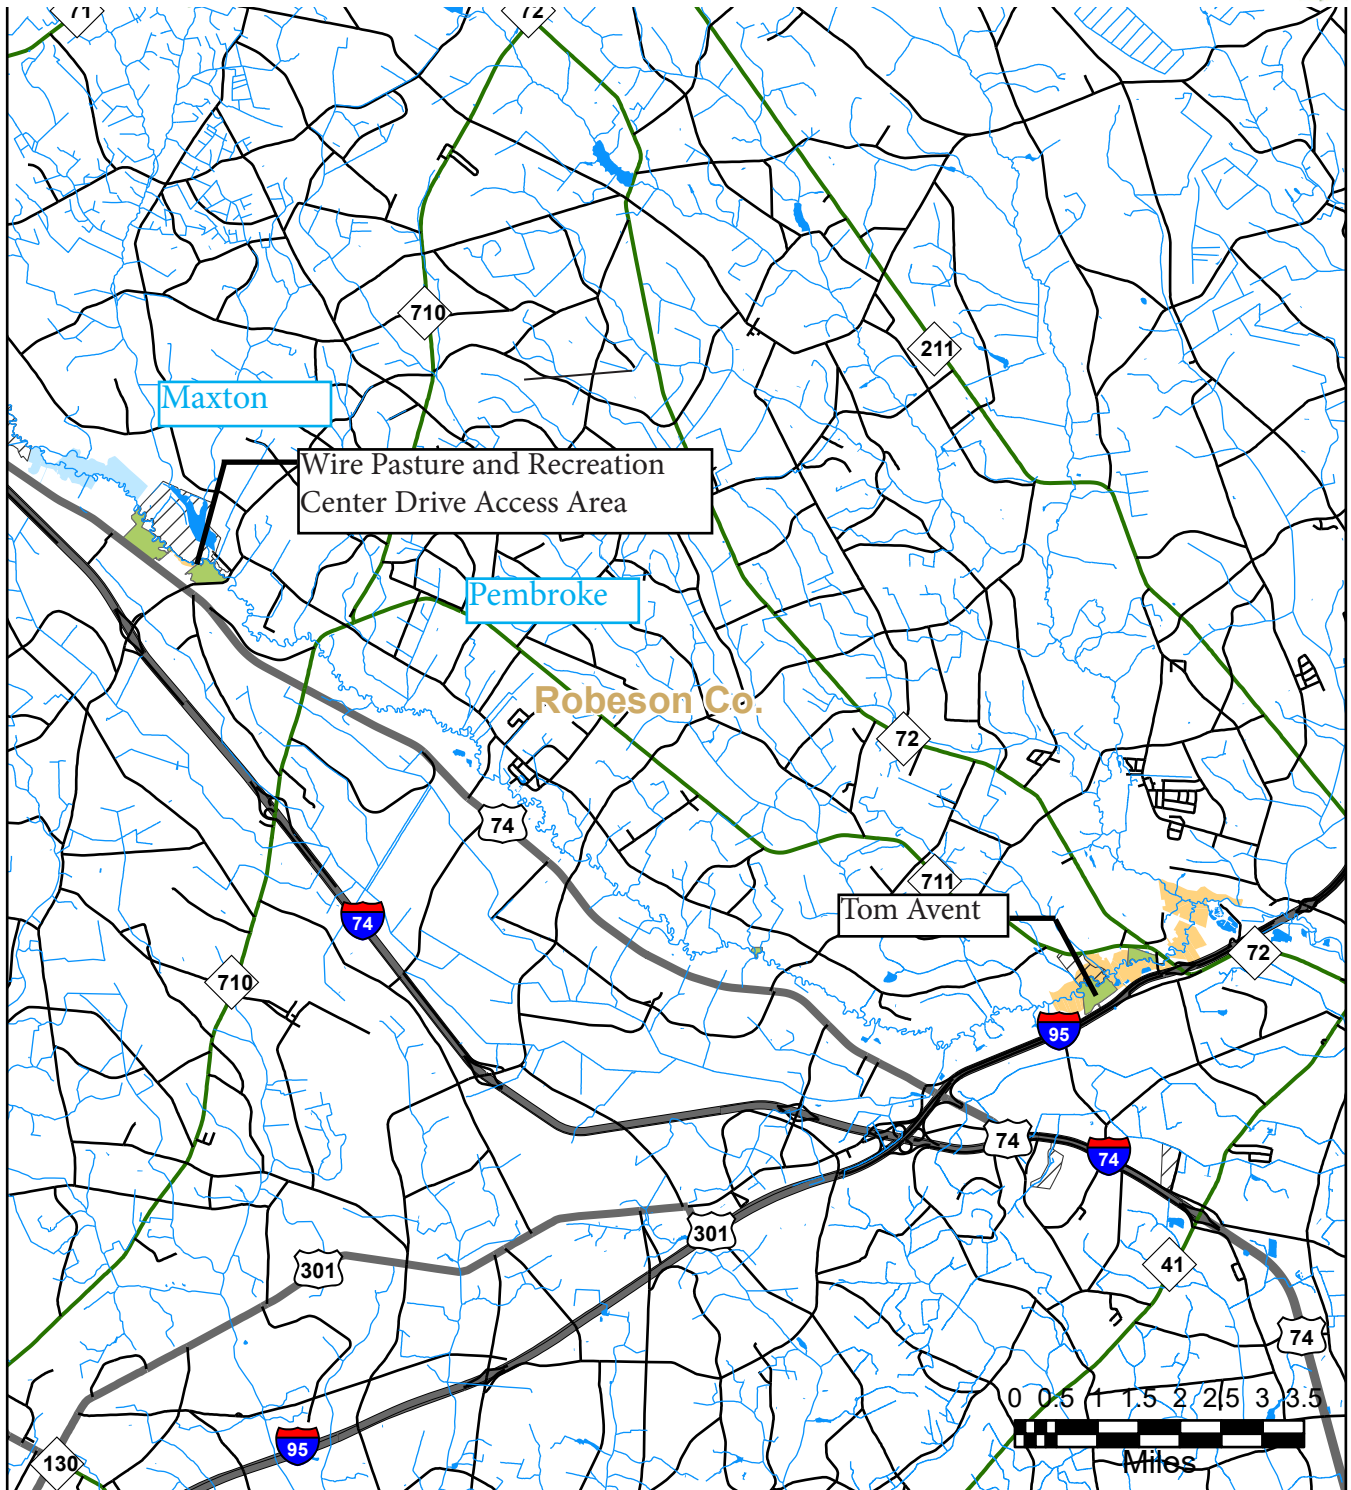 71
72
710
211
Maxton
Wire Pasture and Recreation
Center Drive Access Area
Pembroke
Robeson Co.
72
74
711
Tom Avent
74
72
710
95
74
74
301
301
41
74
0 0.5 1 1.5 2 2.5 3 3.5
Miles
95
130